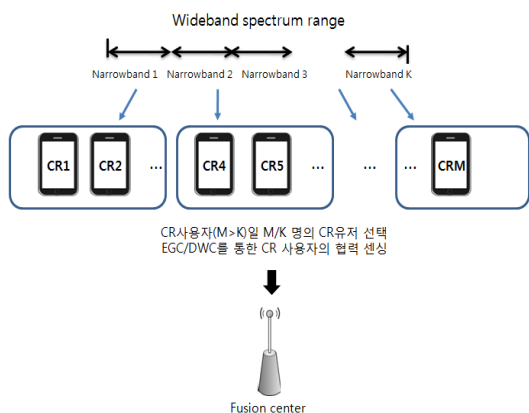 Wideband spectrum range
Narrowband 1 Narrowband 2 Narrowband 3 Narrowband K
CR1 CR2 ... CR4 CR5 ... ... ... CRM
CR사용자(M>K)일 M/K 명의 CR유저 선택
EGC/DWC를 통한 CR 사용자의 협력 센싱
Fusion center